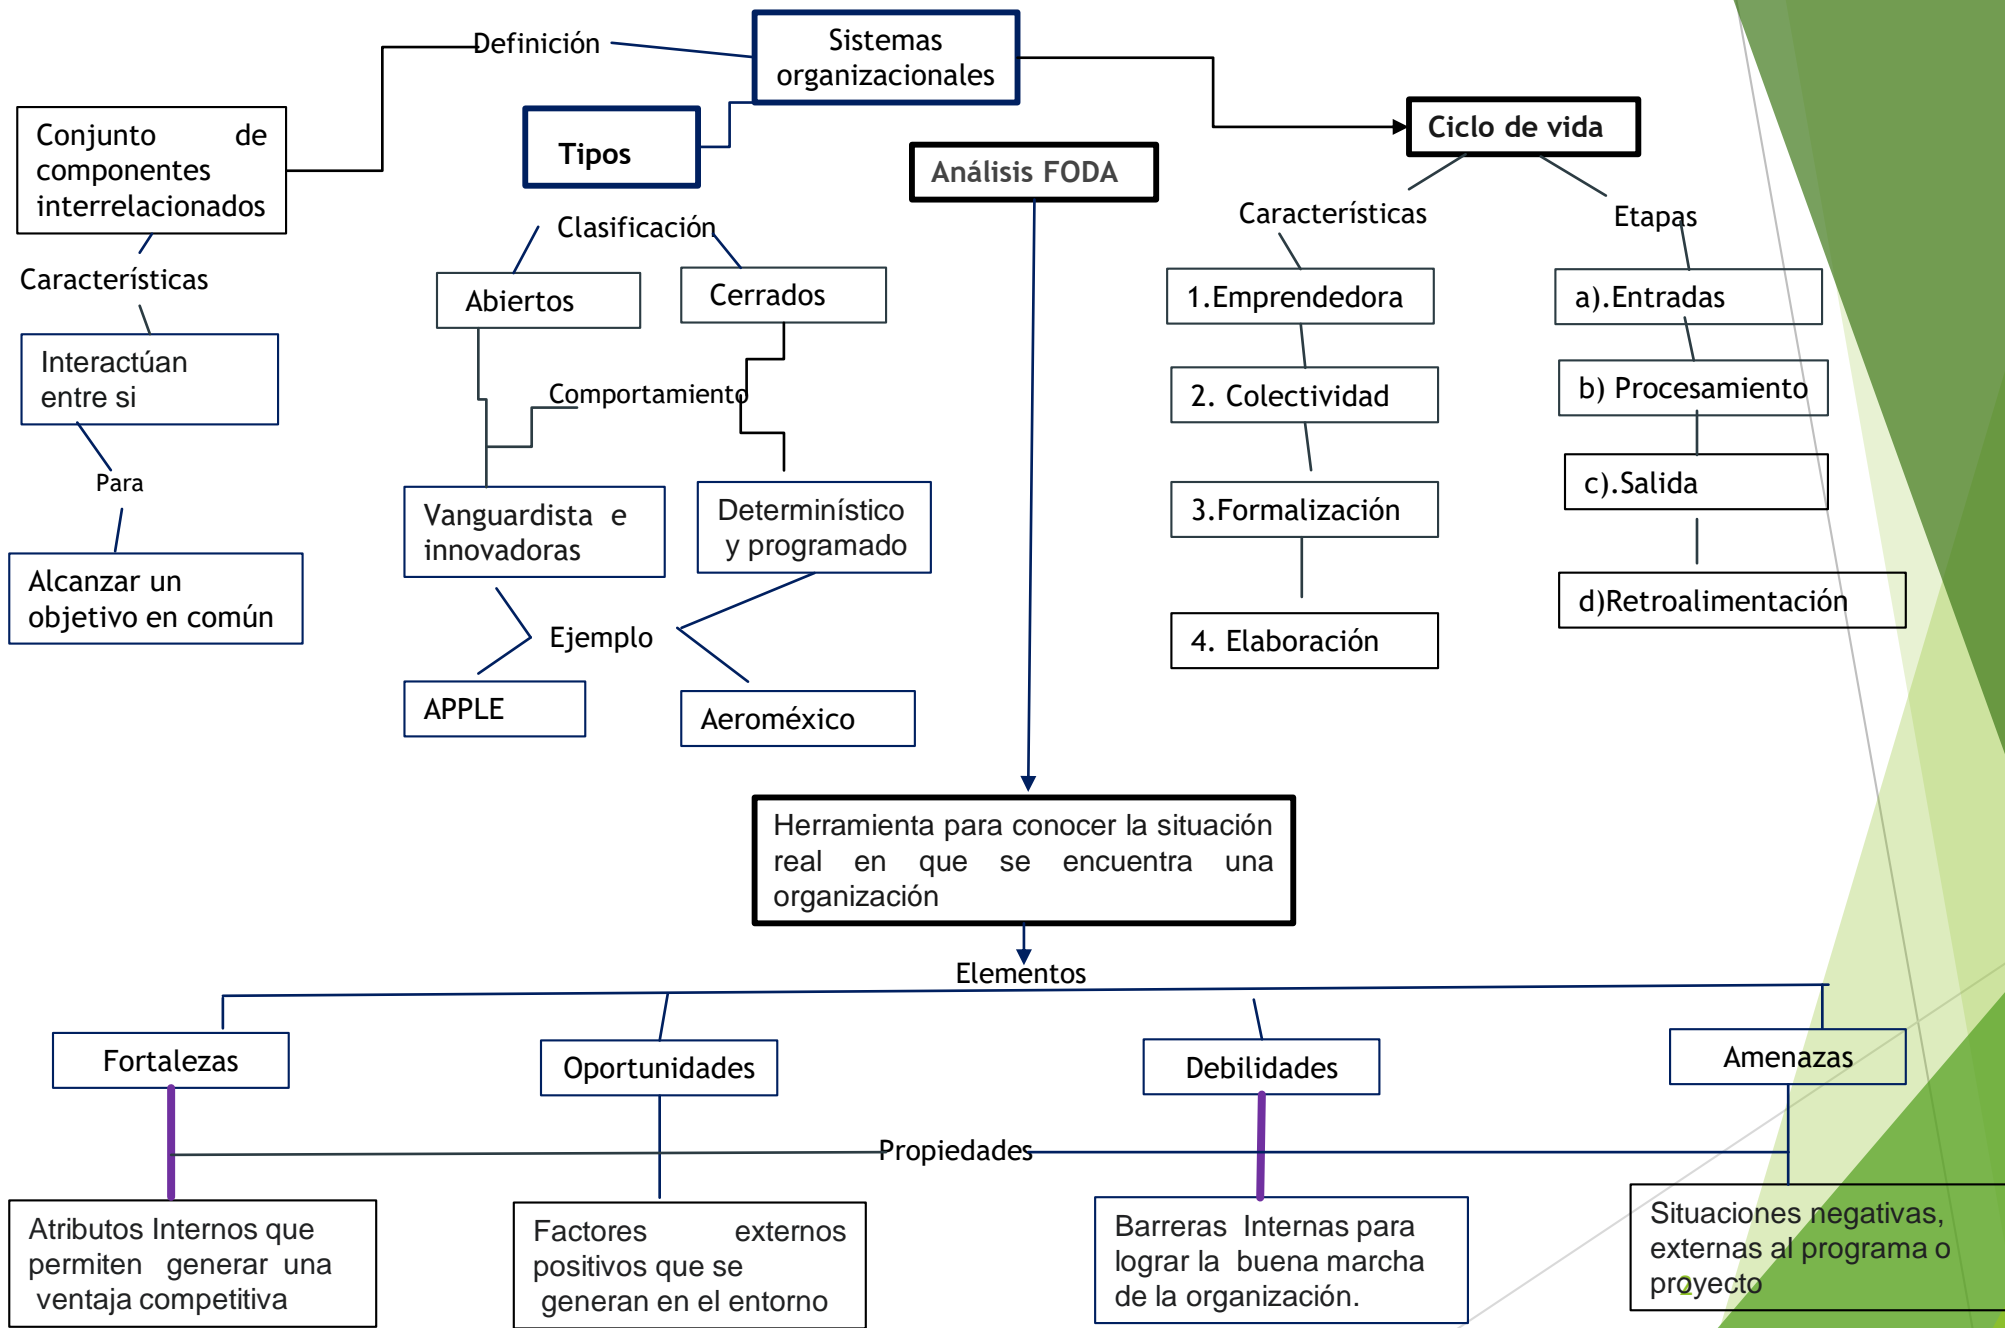 Definición
Sistemas
organizacionales
Conjunto de
componentes
interrelacionados
Características
Interactúan
entre si
Para
Alcanzar un
objetivo en común
Tipos
Clasificación
Abiertos
Cerrados
Comportamiento
Vanguardista e
innovadoras
Determinístico
y programado
Ejemplo
APPLE
Aeroméxico
Análisis FODA
Ciclo de vida
Características
1.Emprendedora
2. Colectividad
3.Formalización
4. Elaboración
Etapas
a).Entradas
b) Procesamiento
c).Salida
d)Retroalimentación
Herramienta para conocer la situación
real en que se encuentra una
organización
Elementos
Fortalezas
Oportunidades
Debilidades
Amenazas
Propiedades
Atributos Internos que
permiten generar una
ventaja competitiva
Factores externos
positivos que se
generan en el entorno
Barreras Internas para
lograr la buena marcha
de la organización.
Situaciones negativas,
externas al programa o
proyecto
2